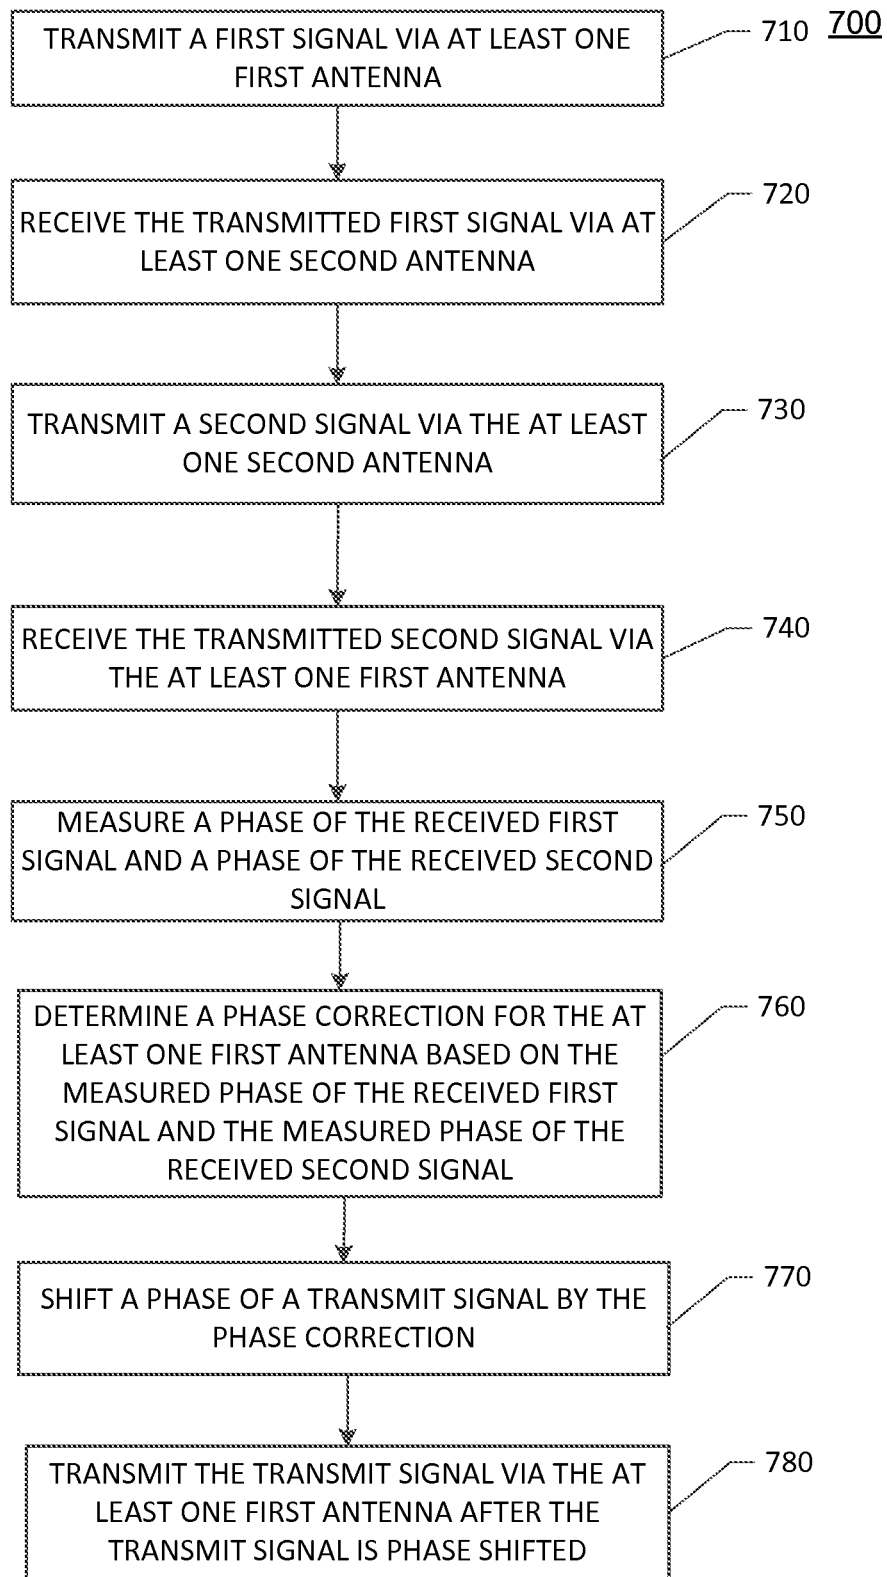 700
TRANSMIT A FIRST SIGNAL VIA AT LEAST ONE
FIRST ANTENNA
710
RECEIVE THE TRANSMITTED FIRST SIGNAL VIA AT
LEAST ONE SECOND ANTENNA
720
TRANSMIT A SECOND SIGNAL VIA THE AT LEAST
ONE SECOND ANTENNA
730
RECEIVE THE TRANSMITTED SECOND SIGNAL VIA
THE AT LEAST ONE FIRST ANTENNA
740
MEASURE A PHASE OF THE RECEIVED FIRST
SIGNAL AND A PHASE OF THE RECEIVED SECOND
SIGNAL
750
DETERMINE A PHASE CORRECTION FOR THE AT
LEAST ONE FIRST ANTENNA BASED ON THE
MEASURED PHASE OF THE RECEIVED FIRST
SIGNAL AND THE MEASURED PHASE OF THE
RECEIVED SECOND SIGNAL
760
SHIFT A PHASE OF A TRANSMIT SIGNAL BY THE
PHASE CORRECTION
770
TRANSMIT THE TRANSMIT SIGNAL VIA THE AT
LEAST ONE FIRST ANTENNA AFTER THE
TRANSMIT SIGNAL IS PHASE SHIFTED
780